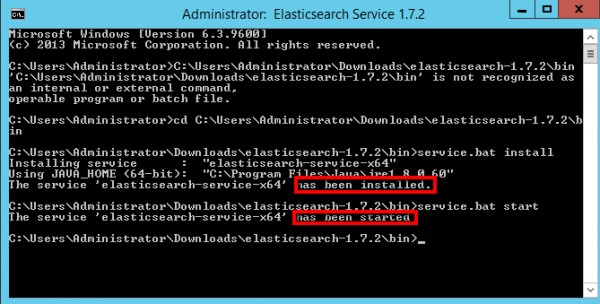 Administrator: Elasticsearch Service 1.7.2
Microsoft Windows [Version 6.3.9600]
(c) 2013 Microsoft Corporation. All rights reserved.
C:\Users\Administrator>C:\Users\Administrator\Downloads\elasticsearch-1.7.2\bin
'C:\Users\Administrator\Downloads\elasticsearch-1.7.2\bin' is not recognized as
an internal or external command,
operable program or batch file.
C:\Users\Administrator>cd C:\Users\Administrator\Downloads\elasticsearch-1.7.2\b
in
C:\Users\Administrator\Downloads\elasticsearch-1.7.2\bin>service.bat install
Installing service      :  "elasticsearch-service-x64"
Using JAVA_HOME (64-bit):  "C:\Program Files\Java\jre1.8.0_60"
The service 'elasticsearch-service-x64' has been installed.
C:\Users\Administrator\Downloads\elasticsearch-1.7.2\bin>service.bat start
The service 'elasticsearch-service-x64' has been started
C:\Users\Administrator\Downloads\elasticsearch-1.7.2\bin>_